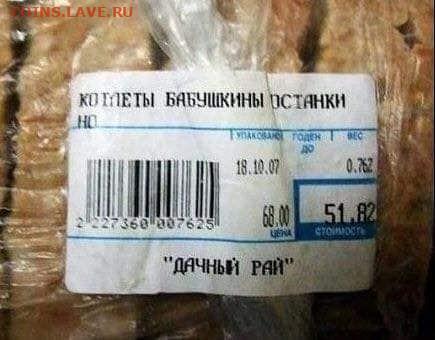 COINS.LAVE.RU
КОТЛЕТЫ БАБУШКИНЫ ОСТАНКИ
НО
УПАКОВАНО ГОДЕН ДО ВЕС
18.10.07 0.762
68.00 51.82
ЦЕНА СТОИМОСТЬ
2 227360 007625
"ДАЧНЫЙ РАЙ"